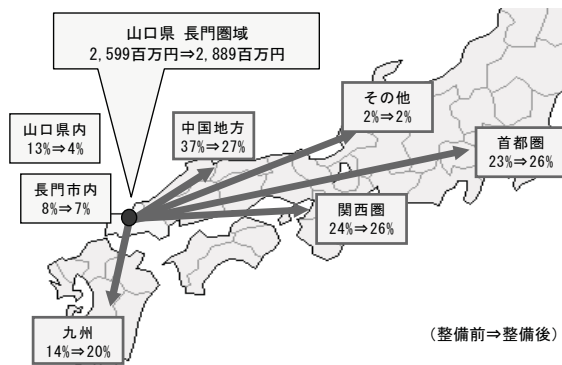 山口県 長門圏域
2,599百万円⇒2,889百万円
その他
2%⇒2%
中国地方
37%⇒27%
山口県内
13%⇒4%
首都圏
23%⇒26%
長門市内
8%⇒7%
関西圏
24%⇒26%
九州
14%⇒20%
(整備前⇒整備後)